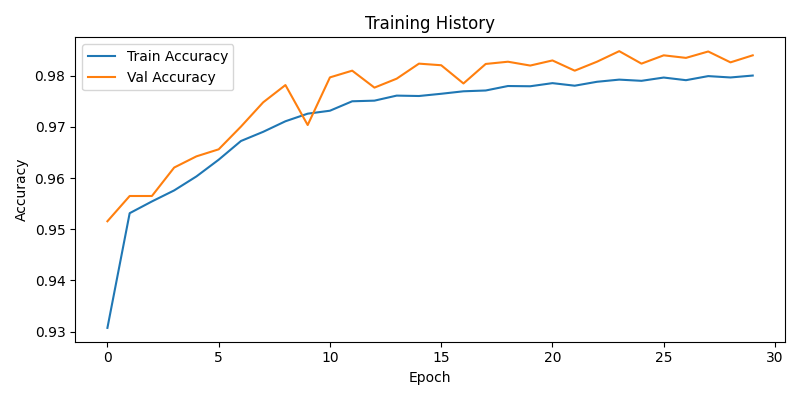 Training History
Train Accuracy
Val Accuracy
Accuracy
0.98
0.97
0.96
0.95
0.94
0.93
0 5 10 15 20 25 30
Epoch